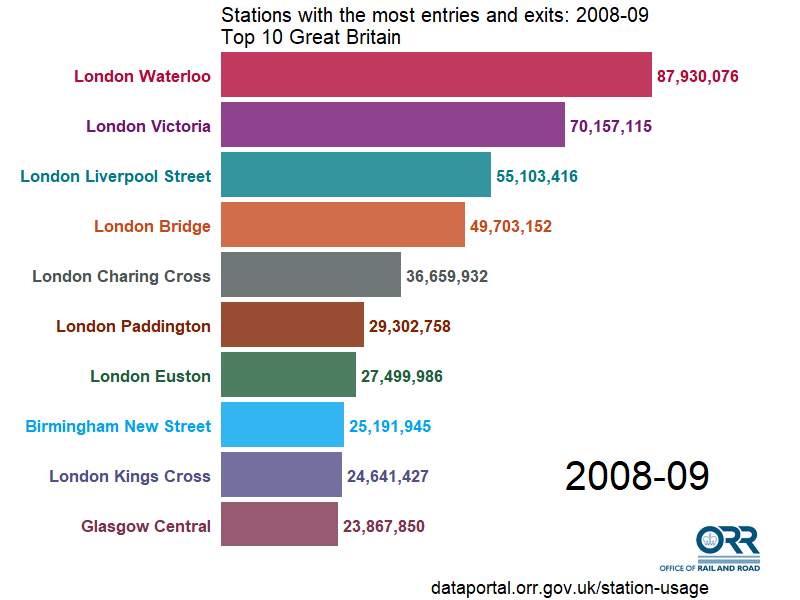 Stations with the most entries and exits: 2008-09
Top 10 Great Britain
London Waterloo 87,930,076
London Victoria 70,157,115
London Liverpool Street 55,103,416
London Bridge 49,703,152
London Charing Cross 36,659,932
London Paddington 29,302,758
London Euston 27,499,986
Birmingham New Street 25,191,945
London Kings Cross 24,641,427
Glasgow Central 23,867,850
2008-09
ORR
OFFICE OF RAIL AND ROAD
dataportal.orr.gov.uk/station-usage